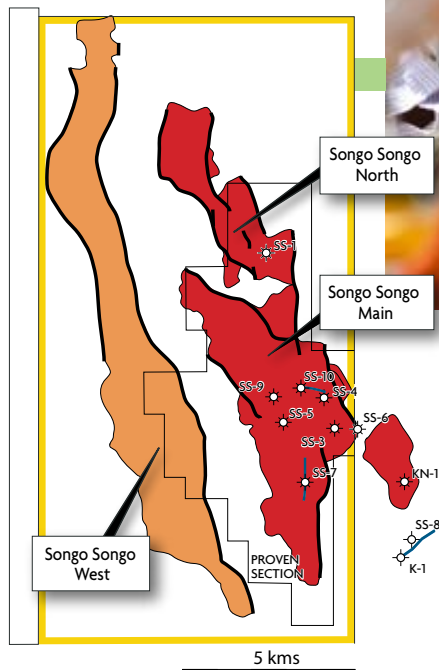 Songo Songo
North
SS-1
Songo Songo
Main
SS-10
SS-9
SS-4
SS-5
SS-6
SS-3
SS-7
KN-1
SS-8
K-1
Songo Songo
West
PROVEN
SECTION
5 kms